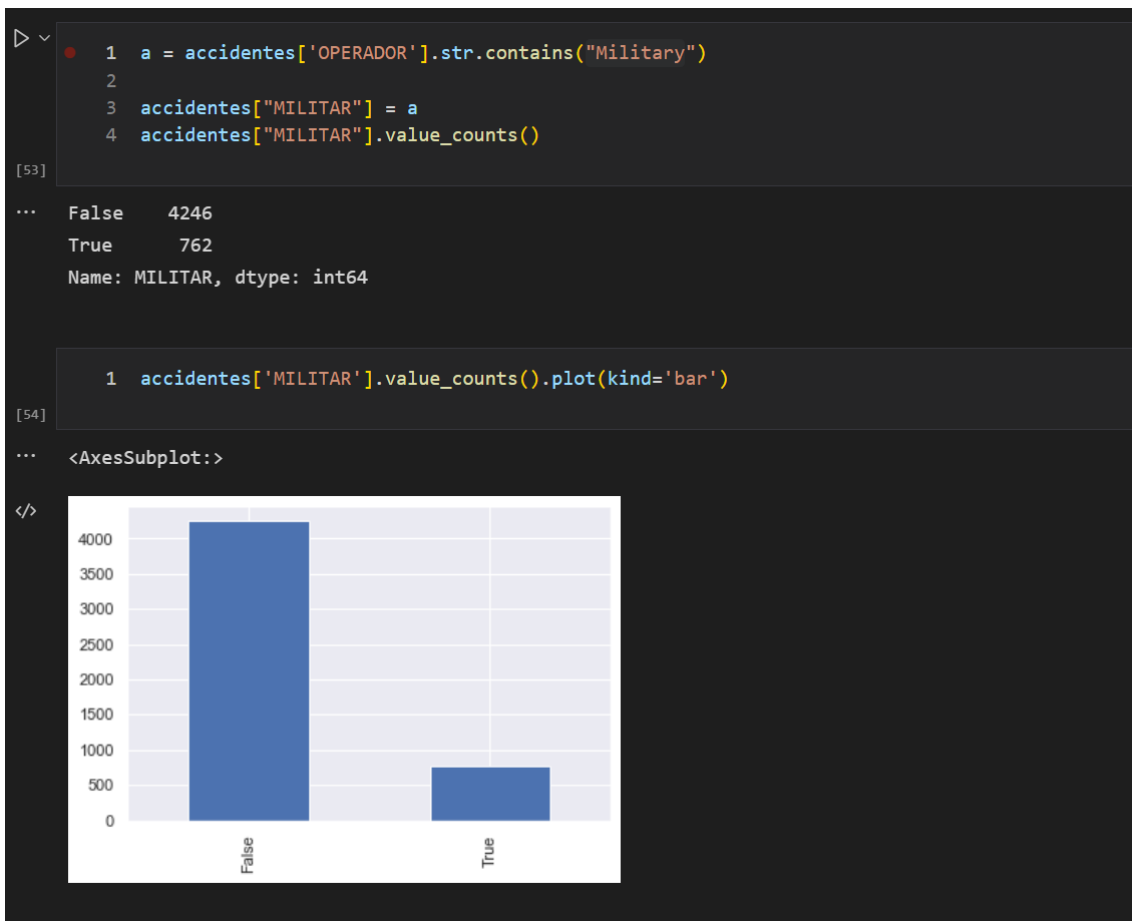 1 a = accidentes['OPERADOR'].str.contains("Military")
2
3 accidentes["MILITAR"] = a
4 accidentes["MILITAR"].value_counts()
[53]
... False 4246
True 762
Name: MILITAR, dtype: int64
1 accidentes['MILITAR'].value_counts().plot(kind='bar')
[54]
... <AxesSubplot:>
</>
4000
3500
3000
2500
2000
1500
1000
500
0
False
True